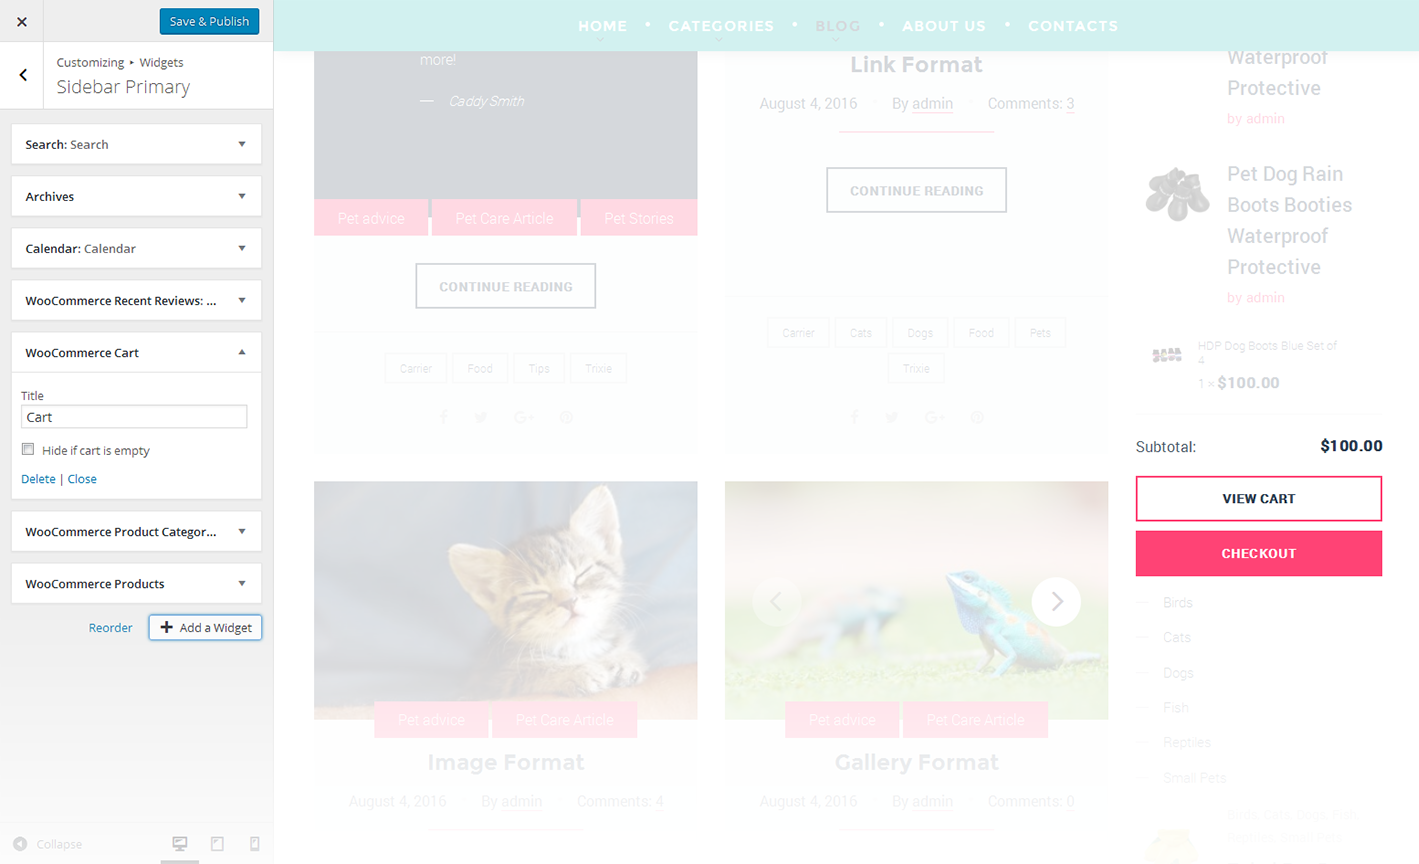 Save & Publish
Customizing ▸ Widgets
Sidebar Primary
Search: Search
Archives
Calendar: Calendar
WooCommerce Recent Reviews: ...
WooCommerce Cart
Title
Cart
Hide if cart is empty
Delete | Close
WooCommerce Product Categor...
WooCommerce Products
Reorder
Add a Widget
Collapse
HOME • CATEGORIES • BLOG • ABOUT US • CONTACTS
more!
— Caddy Smith
Pet advice
Pet Care Article
Pet Stories
CONTINUE READING
Carrier
Food
Tips
Trixie
Link Format
August 4, 2016
By admin
Comments: 3
CONTINUE READING
Carrier
Cats
Dogs
Food
Pets
Trixie
Pet advice
Pet Care Article
Image Format
August 4, 2016
By admin
Comments: 4
Pet advice
Pet Care Article
Gallery Format
August 4, 2016
By admin
Comments: 0
Waterproof
Protective
by admin
Pet Dog Rain
Boots Booties
Waterproof
Protective
by admin
HDP Dog Boots Blue Set of
4
1 × $100.00
Subtotal: $100.00
VIEW CART
CHECKOUT
Birds
Cats
Dogs
Fish
Reptiles
Small Pets
Birds, Cats, Dogs, Fish,
Reptiles, Small Pets